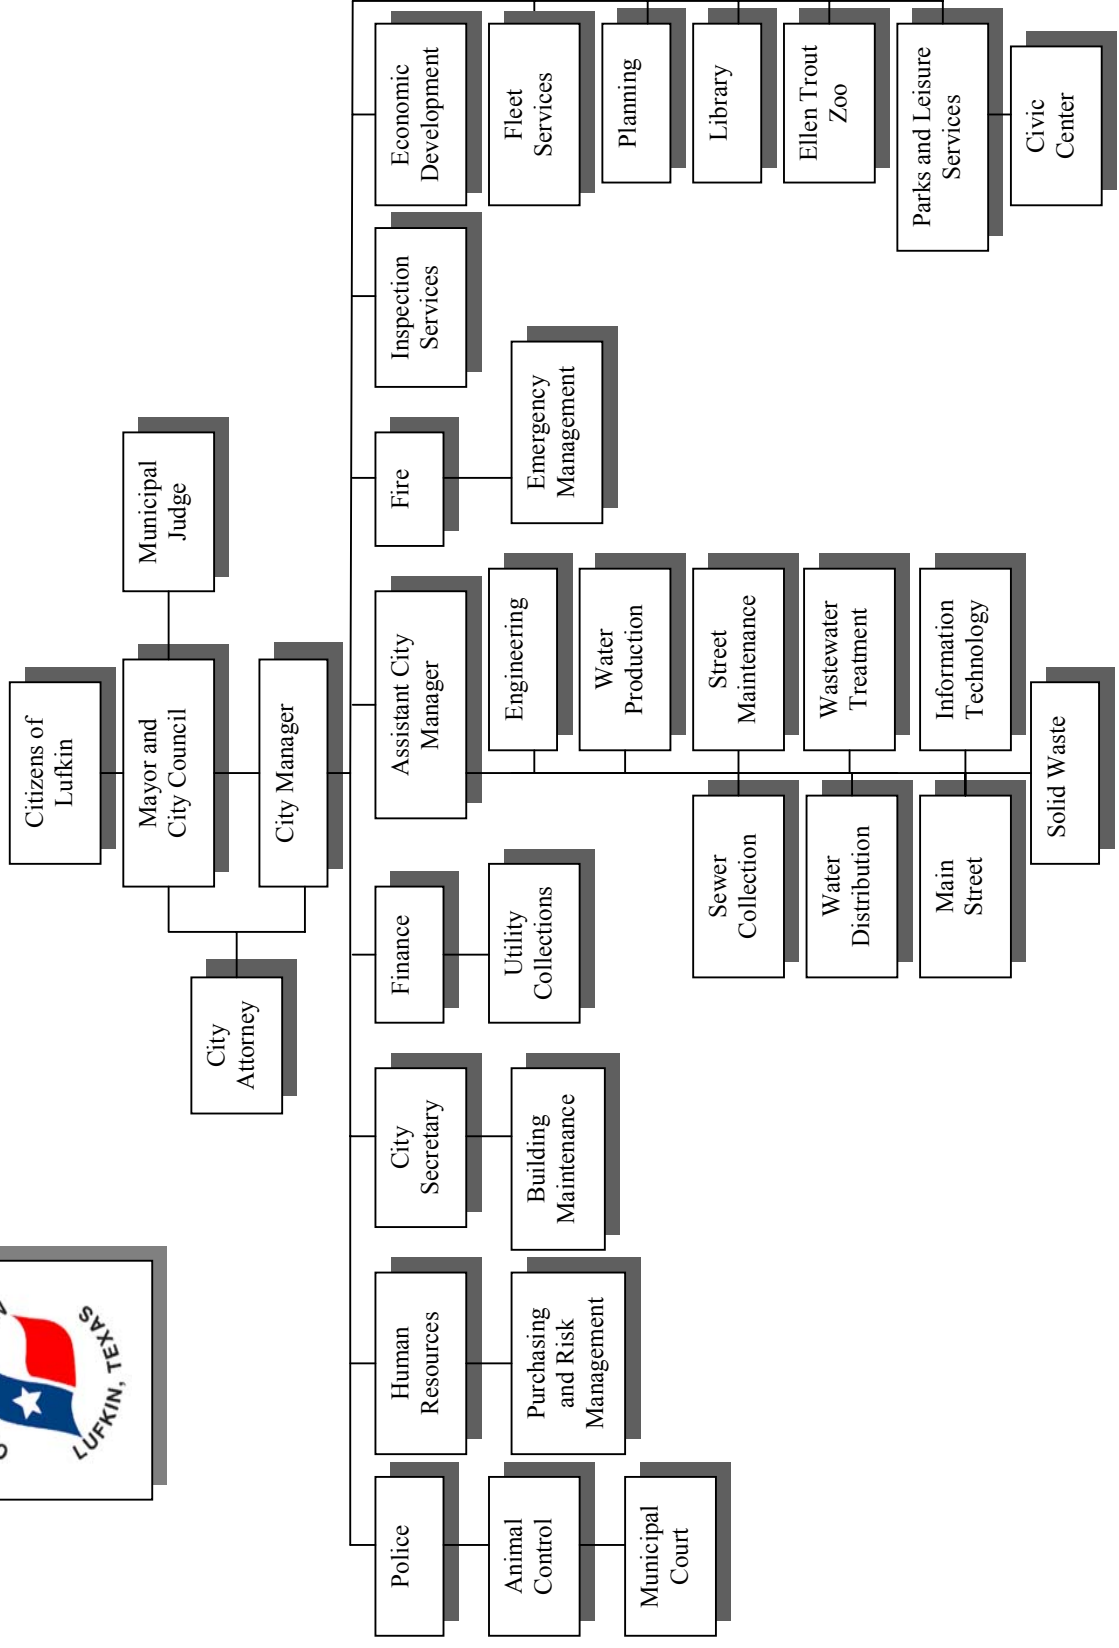 LUFKIN, TEXAS
Citizens of
Lufkin
Mayor and
City Council
Municipal
Judge
City
Attorney
City Manager
Police
Human
Resources
City
Secretary
Finance
Assistant City
Manager
Fire
Inspection
Services
Economic
Development
Animal
Control
Municipal
Court
Purchasing
and Risk
Management
Building
Maintenance
Utility
Collections
Engineering
Water
Production
Sewer
Collection
Street
Maintenance
Water
Distribution
Wastewater
Treatment
Main
Street
Information
Technology
Solid Waste
Emergency
Management
Fleet
Services
Planning
Library
Ellen Trout
Zoo
Parks and Leisure
Services
Civic
Center